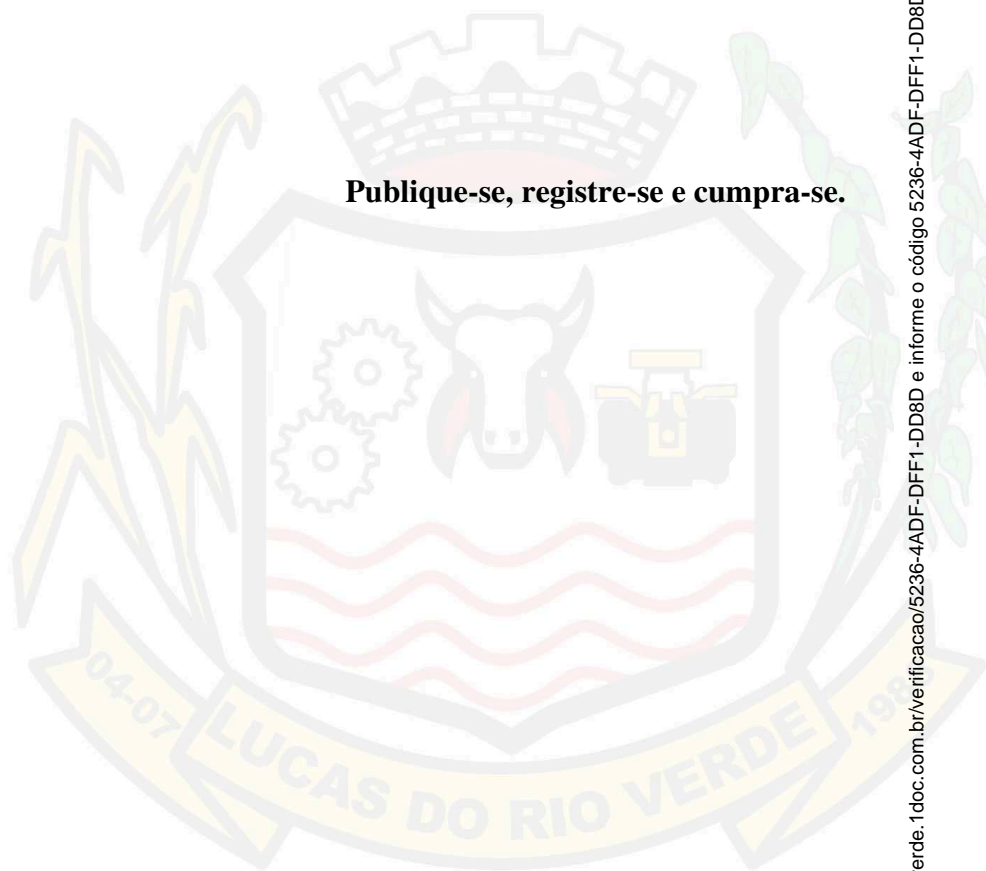 Publique-se, registre-se e cumpra-se.
04-07
LUCAS DO RIO VERDE
1988
erde.1doc.com.br/verificacao/5236-4ADF-DFF1-DD8D e informe o código 5236-4ADF-DFF1-DD8D